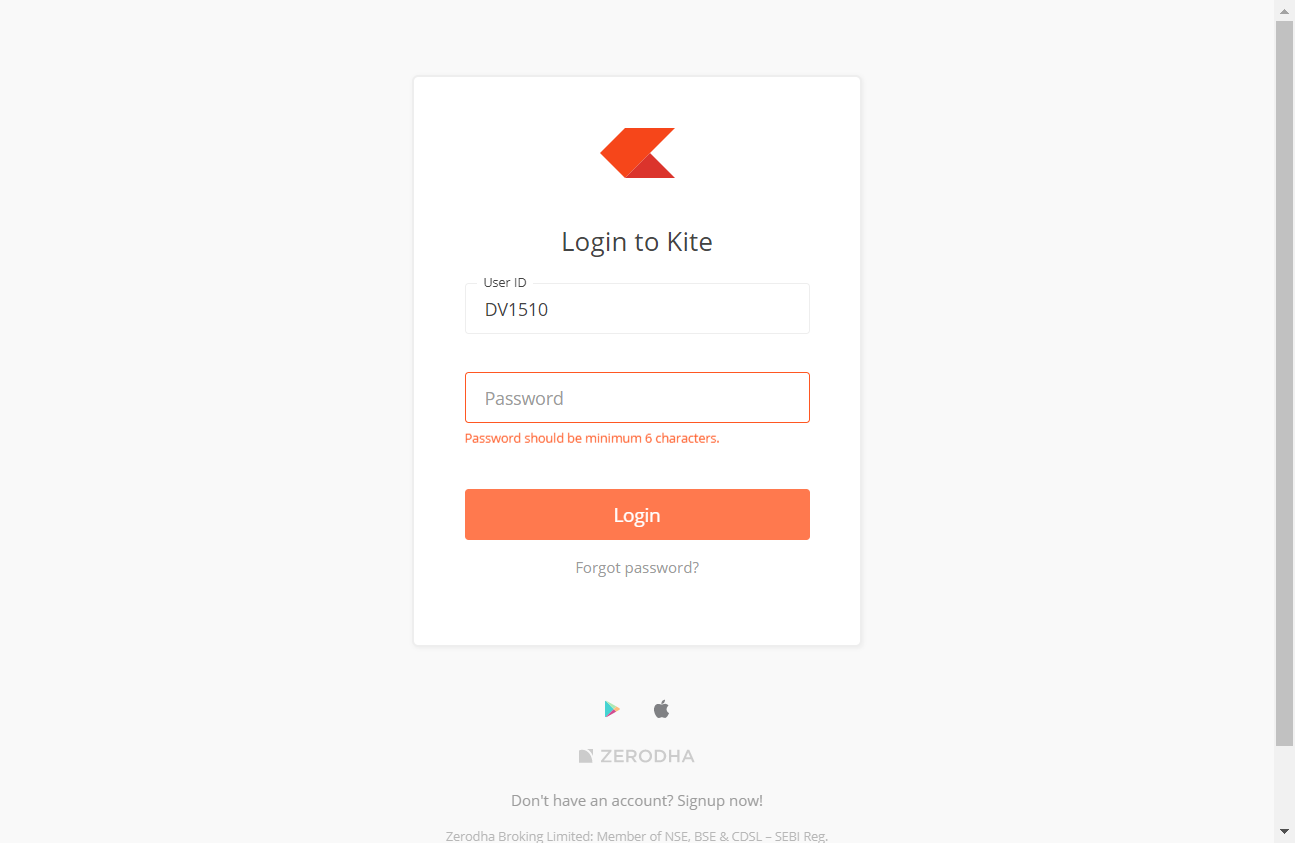 Login to Kite
User ID
DV1510
Password
Password should be minimum 6 characters.
Login
Forgot password?
ZERODHA
Don't have an account? Signup now!
Zerodha Broking Limited: Member of NSE, BSE & CDSL – SEBI Reg.